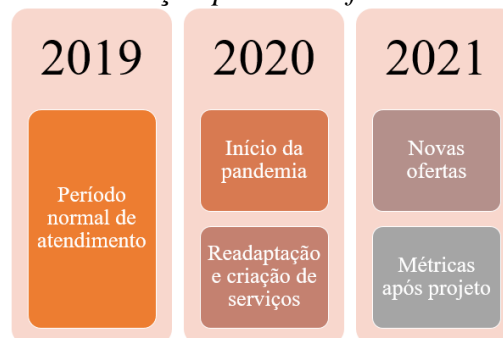 2019
Período
normal de
atendimento
2020
Início da
pandemia
Readaptação
e criação de
serviços
2021
Novas
ofertas
Métricas
após projeto